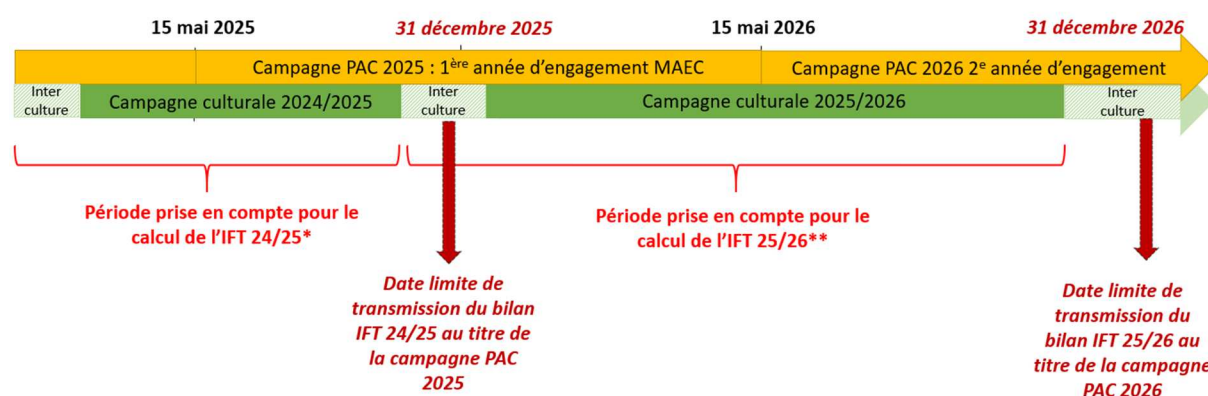 15 mai 2025
31 décembre 2025
15 mai 2026
31 décembre 2026
Campagne PAC 2025 : 1ère année d’engagement MAEC
Campagne PAC 2026 2e année d’engagement
Inter
culture
Campagne culturale 2024/2025
Inter
culture
Campagne culturale 2025/2026
Inter
culture
Période prise en compte pour le
calcul de l’IFT 24/25*
Période prise en compte pour le
calcul de l’IFT 25/26**
Date limite de
transmission du bilan
IFT 24/25 au titre de
la campagne PAC
2025
Date limite de
transmission du
bilan IFT 25/26 au
titre de la campagne
PAC 2026